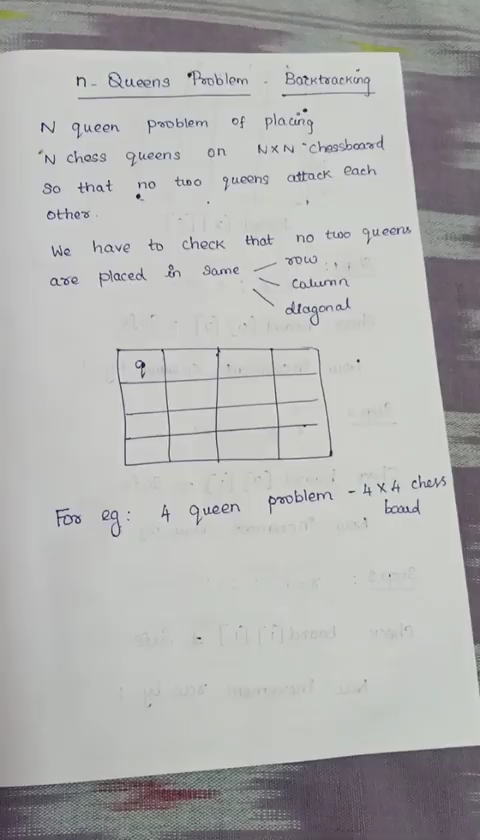 n-Queens Problem - Backtracking
N queen problem of placing
N chess queens on N×N chessboard
So that no two queens attack each
other.
We have to check that no two queens
are placed in same row
column
diagonal
q
For eg: 4 queen problem - 4×4 chess
board